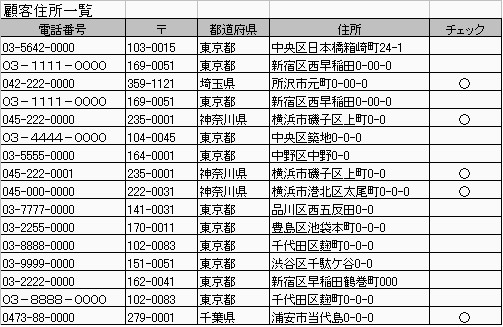 顧客住所一覧
電話番号 〒 都道府県 住所 チェック
03-5642-0000 103-0015 東京都 中央区日本橋箱崎町24-1
０３－１１１１－００００ 169-0051 東京都 新宿区西早稲田0-00-0
042-222-0000 359-1121 埼玉県 所沢市元町0-00-0 ○
０３－１１１１－００００ 169-0051 東京都 新宿区西早稲田0-00-0
045-222-0000 235-0001 神奈川県 横浜市磯子区上町0-0 ○
０３－４４４４－００００ 104-0045 東京都 中央区築地0-0-0
03-5555-0000 164-0001 東京都 中野区中野0-0
045-222-0001 235-0001 神奈川県 横浜市磯子区上町0-0 ○
045-000-0000 222-0031 神奈川県 横浜市港北区太尾町0-0-0 ○
03-7777-0000 141-0031 東京都 品川区西五反田0-0
03-2255-0000 170-0011 東京都 豊島区池袋本町0-0-0
03-8888-0000 102-0083 東京都 千代田区麹町0-0-0
03-9999-0000 151-0051 東京都 渋谷区千駄ケ谷0-0
03-2222-0000 162-0041 東京都 新宿区早稲田鶴巻町000
０３－８８８８－００００ 102-0083 東京都 千代田区麹町0-0-0
0473-88-0000 279-0001 千葉県 浦安市当代島0-0-0 ○